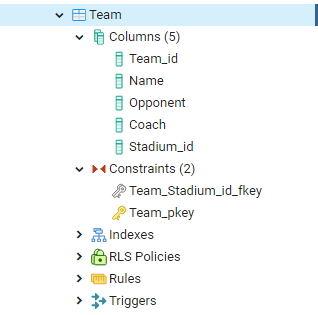 Team
Columns (5)
Team_id
Name
Opponent
Coach
Stadium_id
Constraints (2)
Team_Stadium_id_fkey
Team_pkey
Indexes
RLS Policies
Rules
Triggers